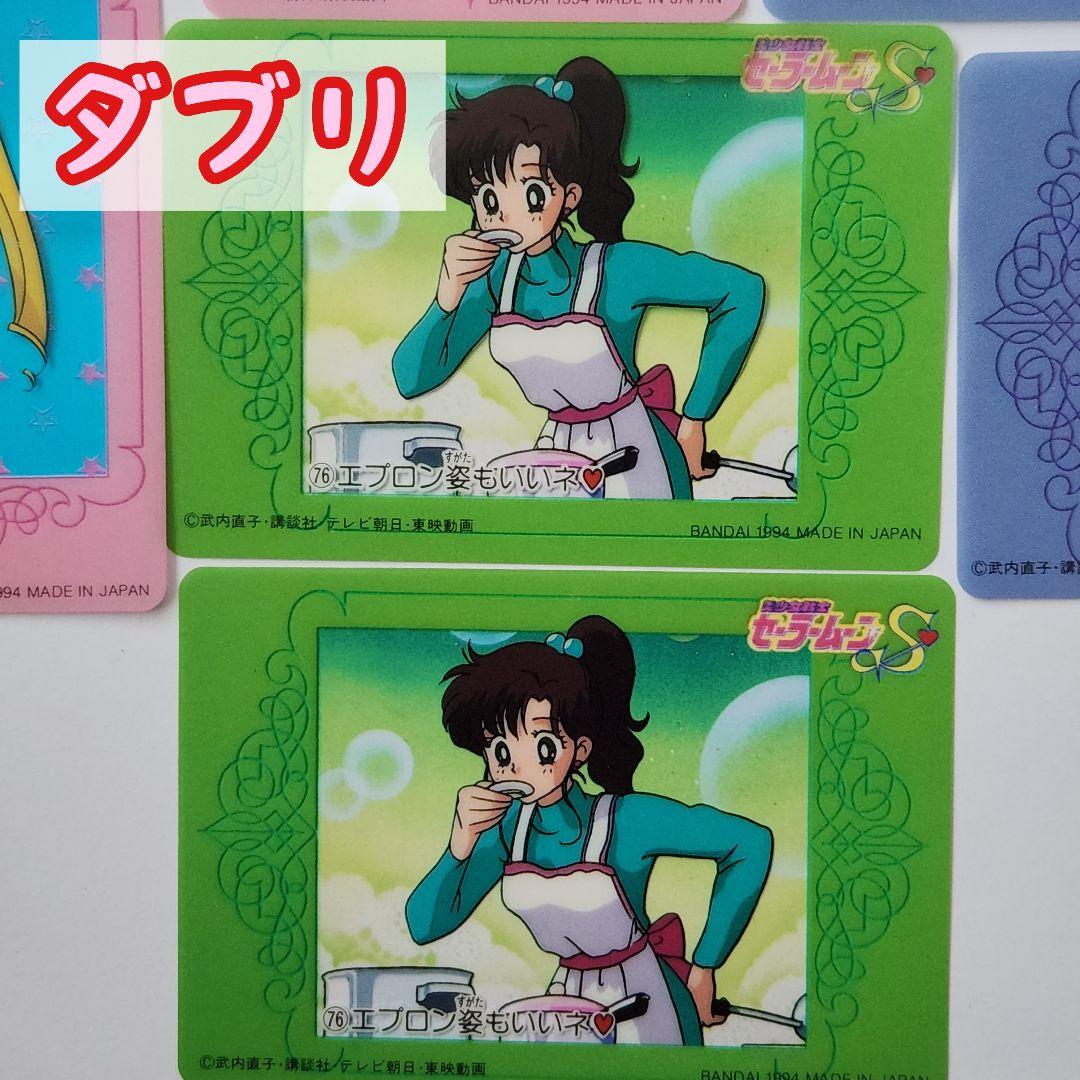 BANDAI 1994 MADE IN JAPAN
ダブリ
美少女戦士
セーラームーンS
76 エプロン姿もいいネ♥
すがた
©武内直子・講談社・テレビ朝日・東映動画
BANDAI 1994 MADE IN JAPAN
994 MADE IN JAPAN
©武内直子・講
美少女戦士
セーラームーンS
76 エプロン姿もいいネ♥
すがた
©武内直子・講談社・テレビ朝日・東映動画
BANDAI 1994 MADE IN JAPAN